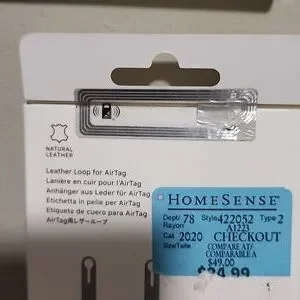 NATURAL
LEATHER
Leather Loop for AirTag
Lanière en cuir pour l'AirTag
Anhänger aus Leder für AirTag
Etichetta in pelle per AirTag
Etiqueta de cuero para AirTag
AirTag用レザーループ
HOMESENSE
Dept/ 78 Style 422052 Type 2
Rayon A1223
Cat. 2020 CHECKOUT
Size/Taille COMPARE AT/
COMPARABLE A
$49.00
$24.99